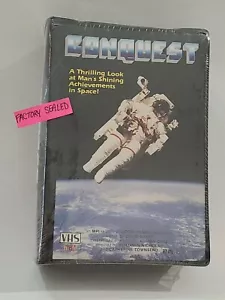 CONQUEST
A Thrilling Look
at Man's Shining
Achievements
in Space!
FACTORY SEALED
VHS